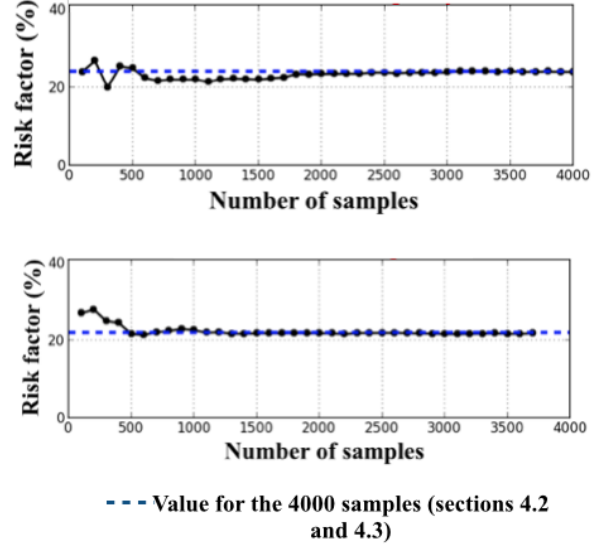 Risk factor (%)
40
20
0
0 500 1000 1500 2000 2500 3000 3500 4000
Number of samples
Risk factor (%)
40
20
0
0 500 1000 1500 2000 2500 3000 3500 4000
Number of samples
Value for the 4000 samples (sections 4.2
and 4.3)